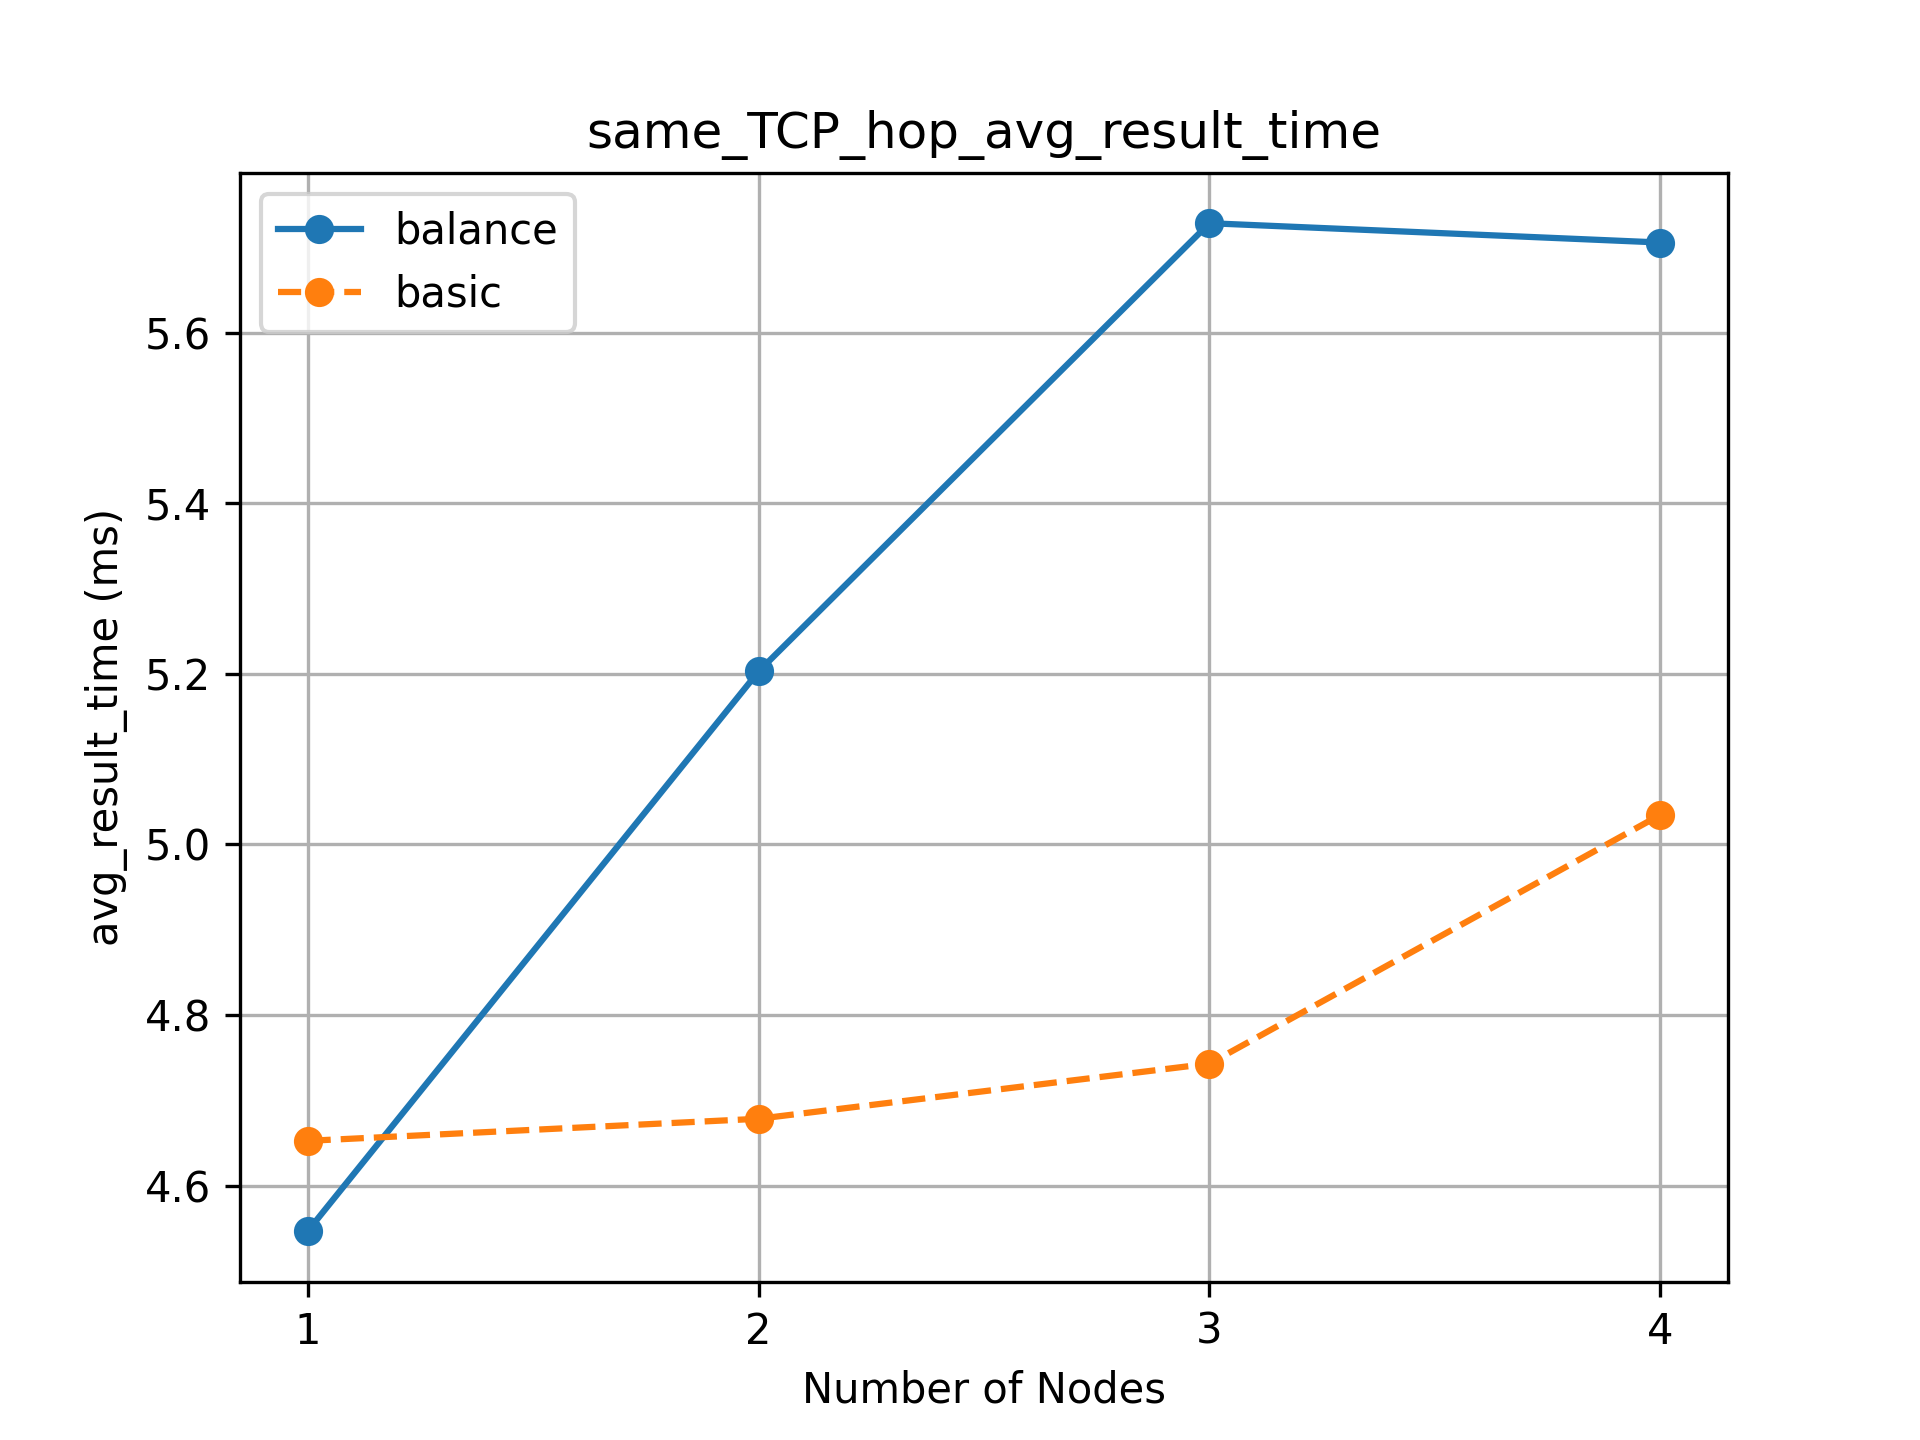 same_TCP_hop_avg_result_time
balance
basic
5.6
5.4
5.2
5.0
4.8
4.6
avg_result_time (ms)
1 2 3 4
Number of Nodes